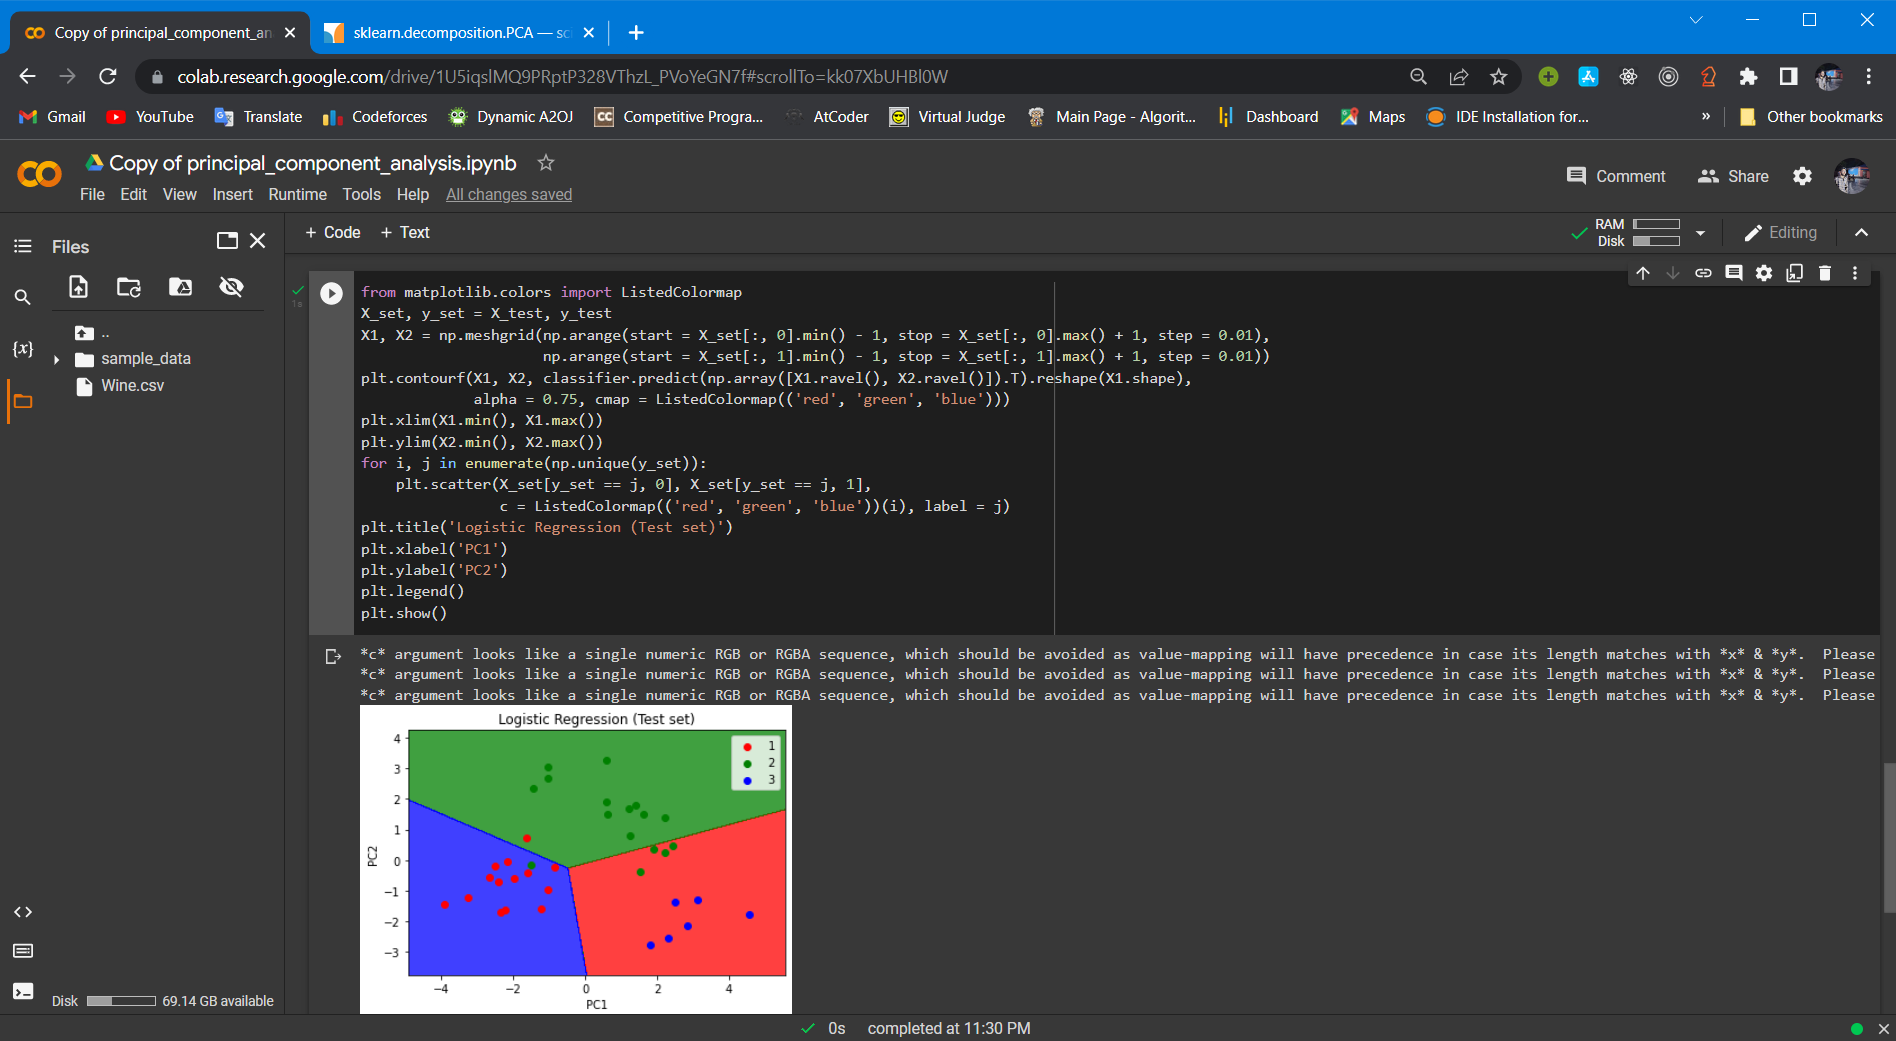 Copy of principal_component_an
sklearn.decomposition.PCA — sc
colab.research.google.com/drive/1U5iqslMQ9PRptP328VThzL_PVoYeGN7f#scrollTo=kk07XbUHBl0W
Gmail YouTube Translate Codeforces Dynamic A2OJ CC Competitive Progra... AtCoder Virtual Judge Main Page - Algorit... Dashboard Maps IDE Installation for... » Other bookmarks
Copy of principal_component_analysis.ipynb
Comment Share
File Edit View Insert Runtime Tools Help All changes saved
Files
+ Code + Text
RAM
Disk
Editing
..
sample_data
Wine.csv
{x}
1s
from matplotlib.colors import ListedColormap
X_set, y_set = X_test, y_test
X1, X2 = np.meshgrid(np.arange(start = X_set[:, 0].min() - 1, stop = X_set[:, 0].max() + 1, step = 0.01),
np.arange(start = X_set[:, 1].min() - 1, stop = X_set[:, 1].max() + 1, step = 0.01))
plt.contourf(X1, X2, classifier.predict(np.array([X1.ravel(), X2.ravel()]).T).reshape(X1.shape),
alpha = 0.75, cmap = ListedColormap(('red', 'green', 'blue')))
plt.xlim(X1.min(), X1.max())
plt.ylim(X2.min(), X2.max())
for i, j in enumerate(np.unique(y_set)):
plt.scatter(X_set[y_set == j, 0], X_set[y_set == j, 1],
c = ListedColormap(('red', 'green', 'blue'))(i), label = j)
plt.title('Logistic Regression (Test set)')
plt.xlabel('PC1')
plt.ylabel('PC2')
plt.legend()
plt.show()
*c* argument looks like a single numeric RGB or RGBA sequence, which should be avoided as value-mapping will have precedence in case its length matches with *x* & *y*.  Please
*c* argument looks like a single numeric RGB or RGBA sequence, which should be avoided as value-mapping will have precedence in case its length matches with *x* & *y*.  Please
*c* argument looks like a single numeric RGB or RGBA sequence, which should be avoided as value-mapping will have precedence in case its length matches with *x* & *y*.  Please
Logistic Regression (Test set)
1
2
3
4
3
2
1
0
−1
−2
−3
PC2
−4 −2 0 2 4
PC1
Disk 69.14 GB available
0s completed at 11:30 PM